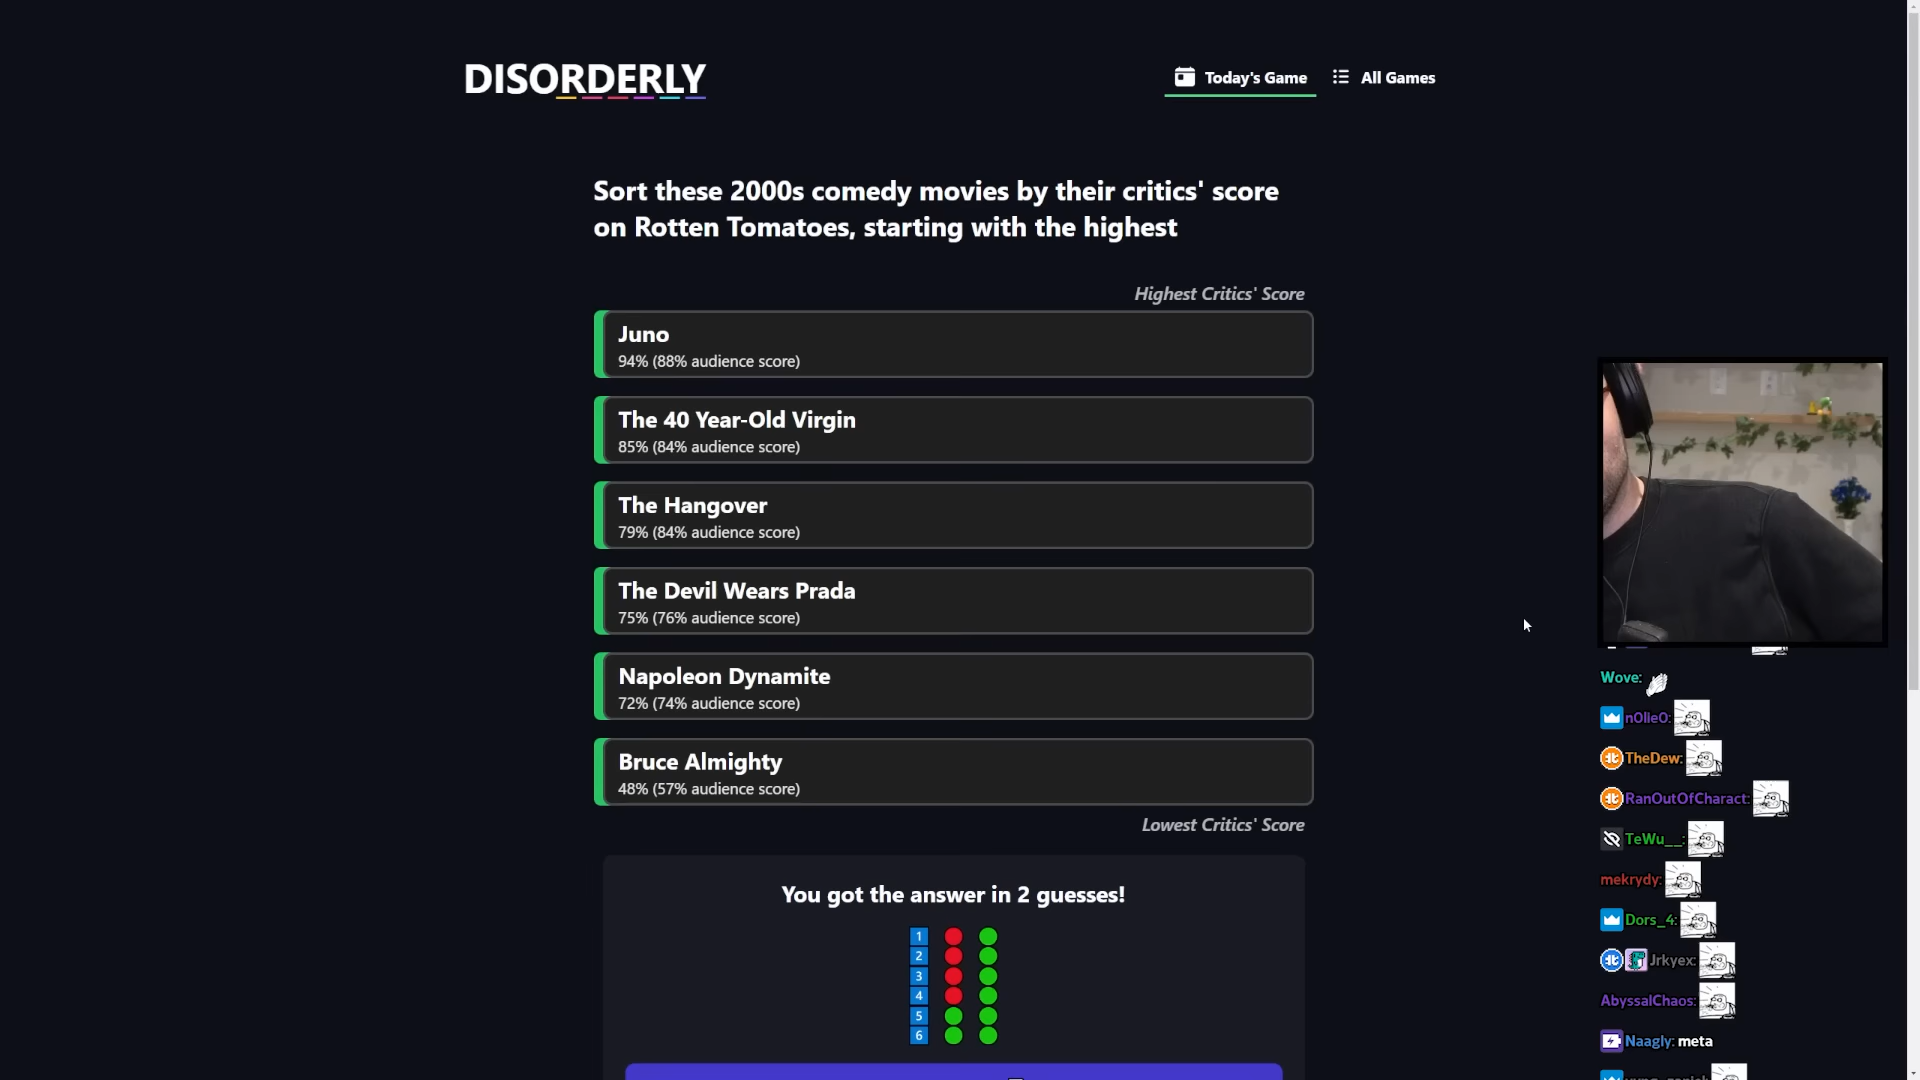 DISORDERLY
Today's Game
All Games
Sort these 2000s comedy movies by their critics' score
on Rotten Tomatoes, starting with the highest
Highest Critics' Score
Juno
94% (88% audience score)
The 40 Year-Old Virgin
85% (84% audience score)
The Hangover
79% (84% audience score)
The Devil Wears Prada
75% (76% audience score)
Napoleon Dynamite
72% (74% audience score)
Bruce Almighty
48% (57% audience score)
Lowest Critics' Score
You got the answer in 2 guesses!
1
2
3
4
5
6
Wove:
n0lle0:
TheDew:
RanOutOfCharact:
TeWu__:
mekrydy:
Dors_4:
Jrkyex:
AbyssalChaos:
Naagly: meta